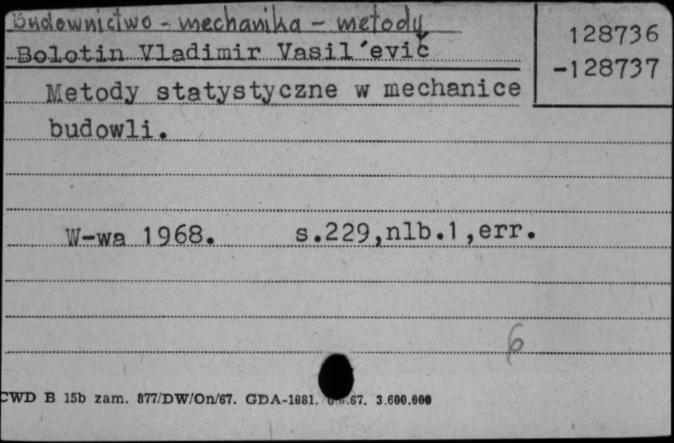 Budownictwo - mechanika - metody
Bolotin Vladimir Vasil´evič
128736
-128737
Metody statystyczne w mechanice
budowli.
W-wa 1968. s.229,nlb.1,err.
6
CWD B 15b zam. 877/DW/On/67. GDA-1881. .67. 3.600.000